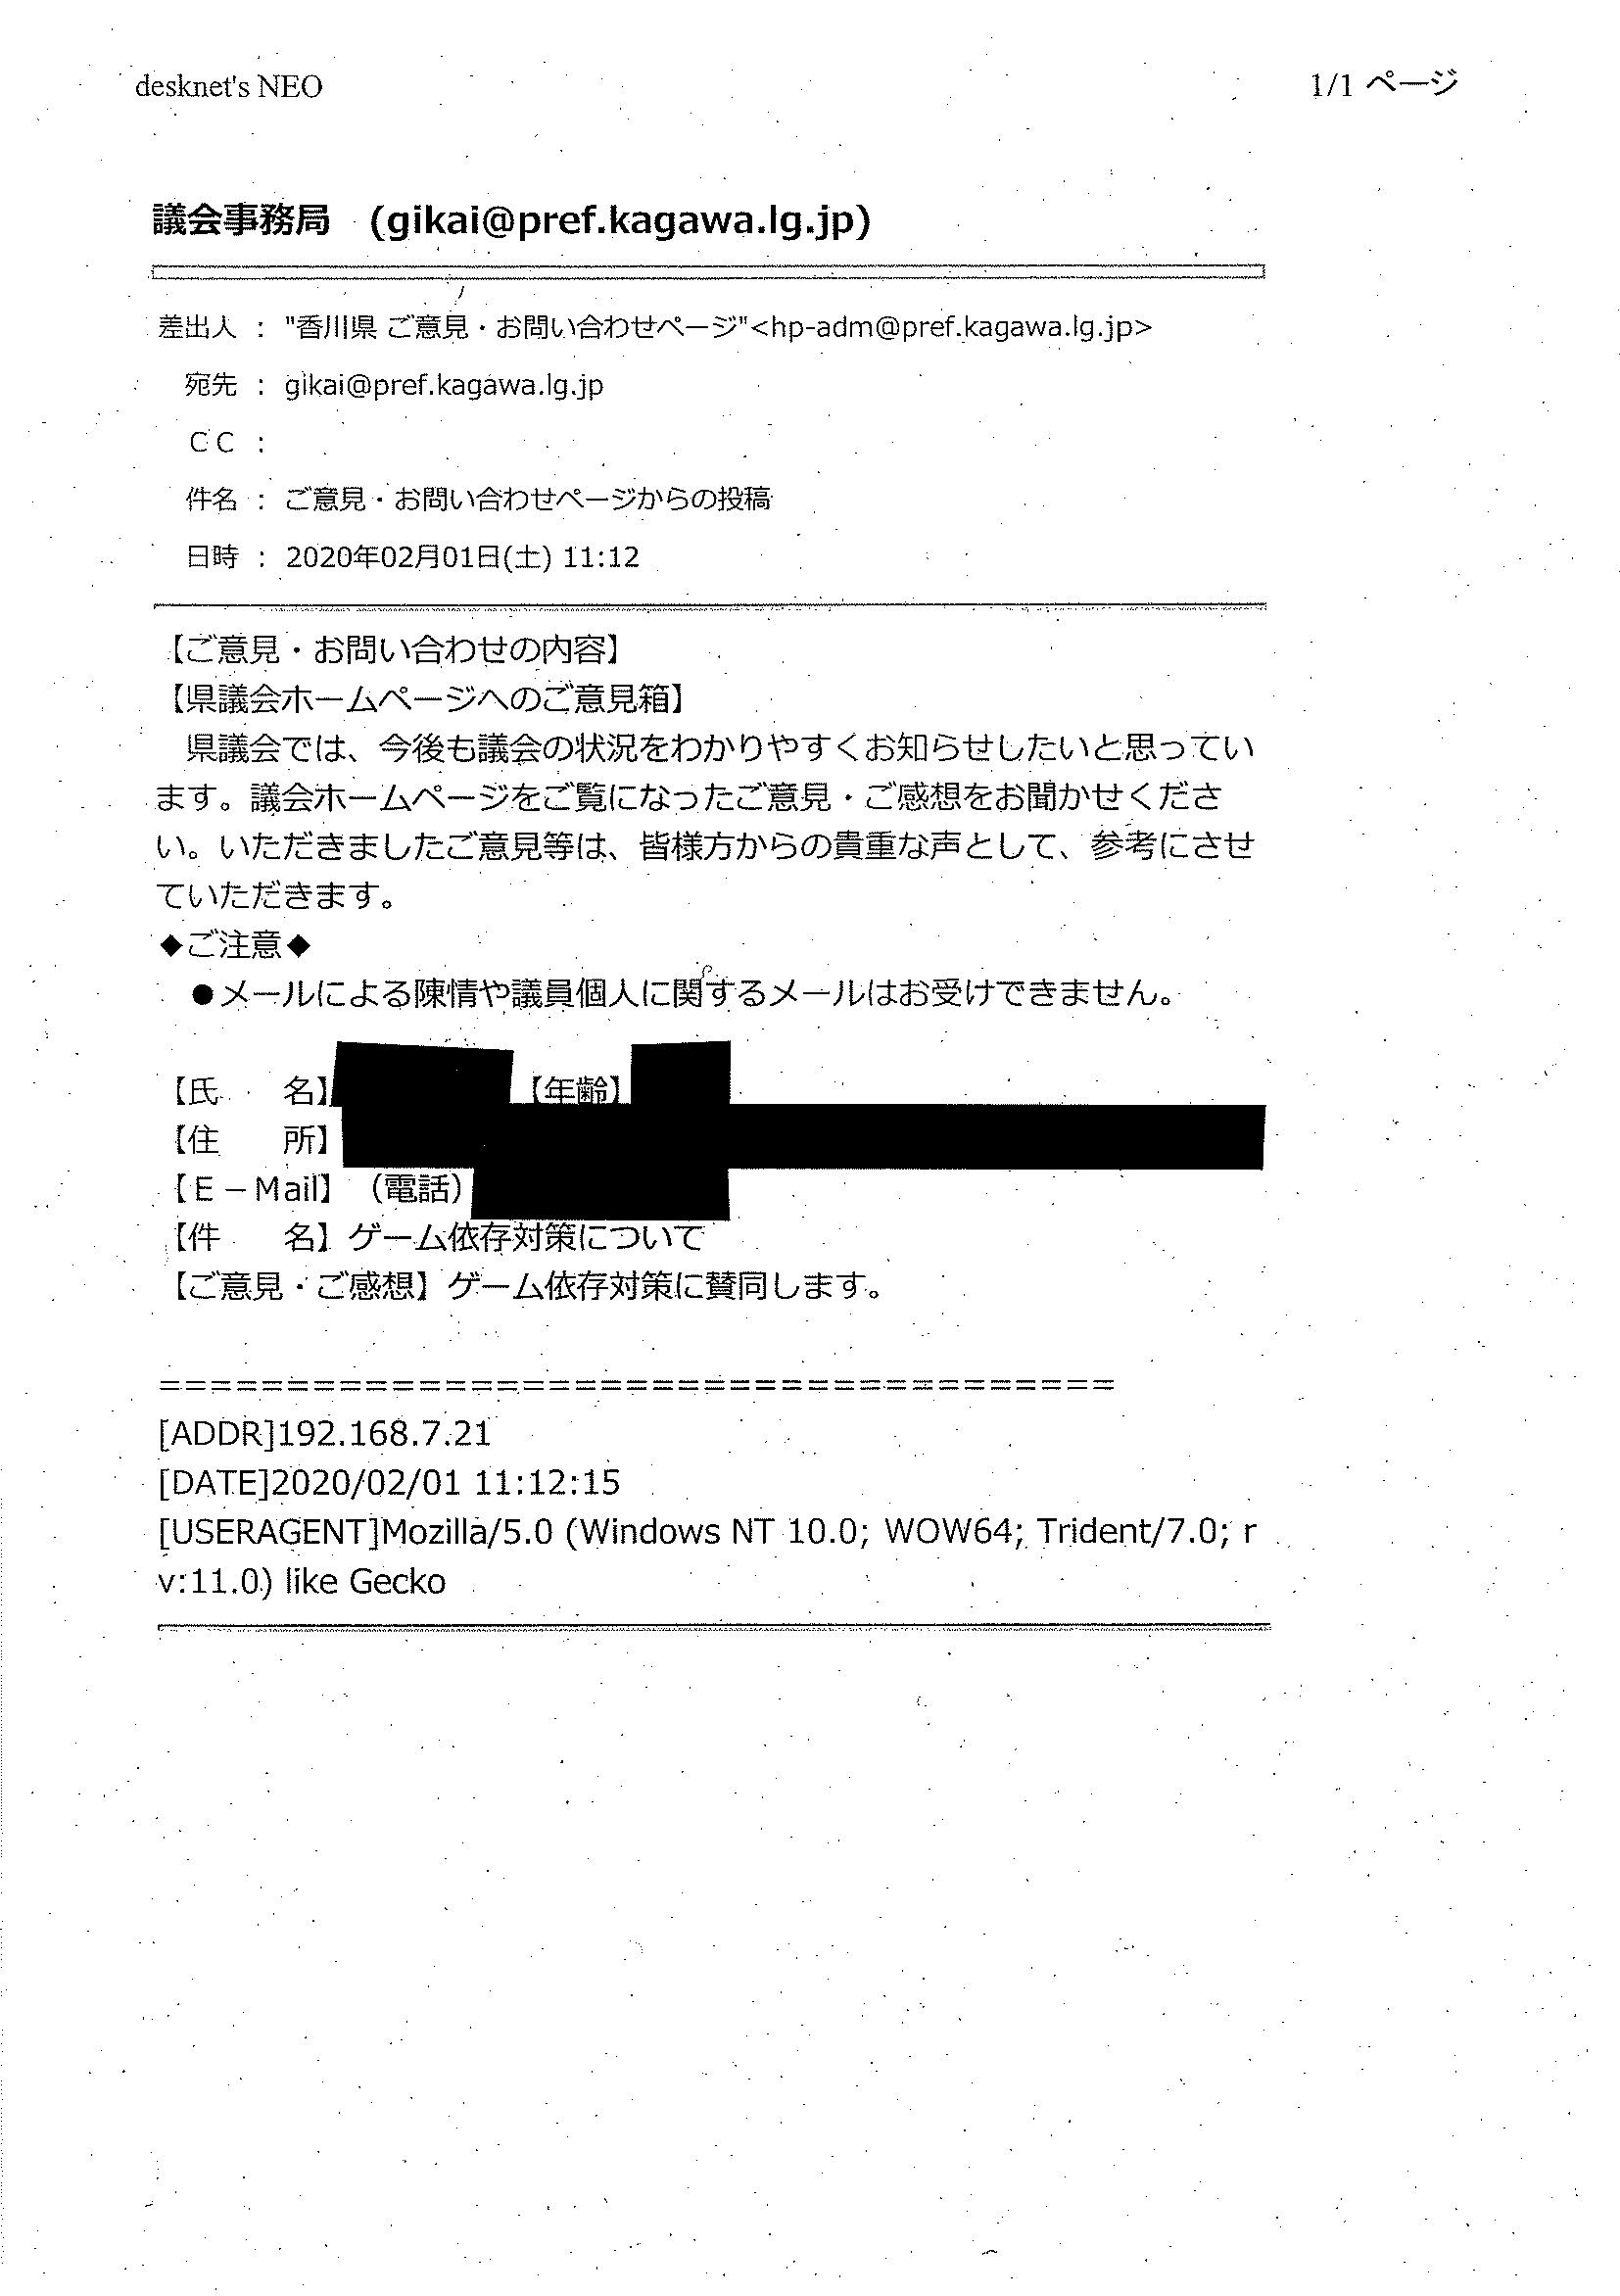 desknet's NEO
1/1 ページ
議会事務局　(gikai@pref.kagawa.lg.jp)
差出人 : "香川県 ご意見・お問い合わせページ"<hp-adm@pref.kagawa.lg.jp>
宛先 : gikai@pref.kagawa.lg.jp
ＣＣ :
件名 : ご意見・お問い合わせページからの投稿
日時 : 2020年02月01日(土) 11:12
【ご意見・お問い合わせの内容】
【県議会ホームページへのご意見箱】
　県議会では、今後も議会の状況をわかりやすくお知らせしたいと思ってい
ます。議会ホームページをご覧になったご意見・ご感想をお聞かせくださ
い。いただきましたご意見等は、皆様方からの貴重な声として、参考にさせ
ていただきます。
◆ご注意◆
　●メールによる陳情や議員個人に関するメールはお受けできません。
【氏　　名】　【年齢】
【住　　所】
【Ｅ－Mail】（電話）
【件　　名】ゲーム依存対策について
【ご意見・ご感想】ゲーム依存対策に賛同します。
=====================================
[ADDR]192.168.7.21
[DATE]2020/02/01 11:12:15
[USERAGENT]Mozilla/5.0 (Windows NT 10.0; WOW64; Trident/7.0; r
v:11.0) like Gecko